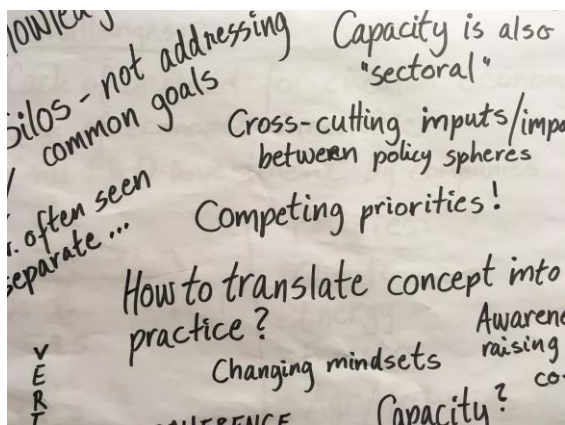 Silos - not addressing
common goals
often seen
separate...
Capacity is also
"sectoral"
Cross-cutting inputs/
between policy spheres
Competing priorities!
How to translate concept into
practice?
Changing mindsets
raising
co-
Capacity?